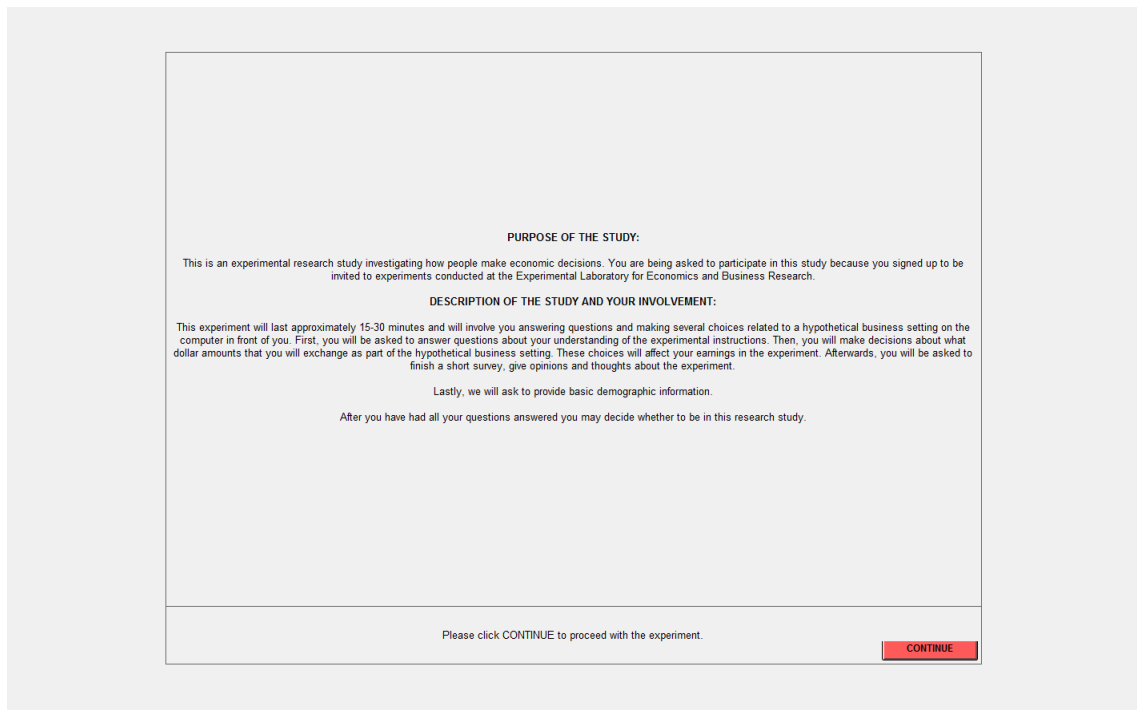 PURPOSE OF THE STUDY:
This is an experimental research study investigating how people make economic decisions. You are being asked to participate in this study because you signed up to be
invited to experiments conducted at the Experimental Laboratory for Economics and Business Research.
DESCRIPTION OF THE STUDY AND YOUR INVOLVEMENT:
This experiment will last approximately 15-30 minutes and will involve you answering questions and making several choices related to a hypothetical business setting on the
computer in front of you. First, you will be asked to answer questions about your understanding of the experimental instructions. Then, you will make decisions about what
dollar amounts that you will exchange as part of the hypothetical business setting. These choices will affect your earnings in the experiment. Afterwards, you will be asked to
finish a short survey, give opinions and thoughts about the experiment.
Lastly, we will ask to provide basic demographic information.
After you have had all your questions answered you may decide whether to be in this research study.
Please click CONTINUE to proceed with the experiment.
CONTINUE